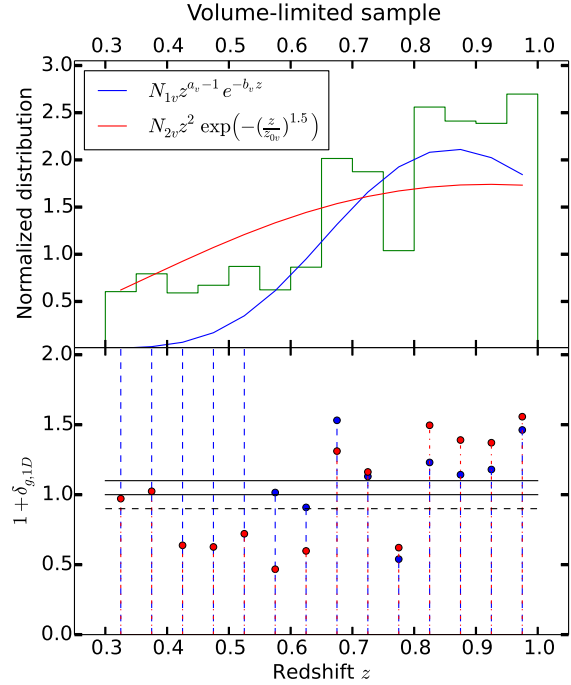 Volume-limited sample
0.3 0.4 0.5 0.6 0.7 0.8 0.9 1.0
3.0
2.5
2.0
1.5
1.0
0.5
Normalized distribution
N_{1v} z^{a_v−1} e^{−b_v z}
N_{2v} z^2 exp(−(z/z_{0v})^{1.5})
2.0
1.5
1.0
0.5
0.0
1 + δ_{g,1D}
0.3 0.4 0.5 0.6 0.7 0.8 0.9 1.0
Redshift z